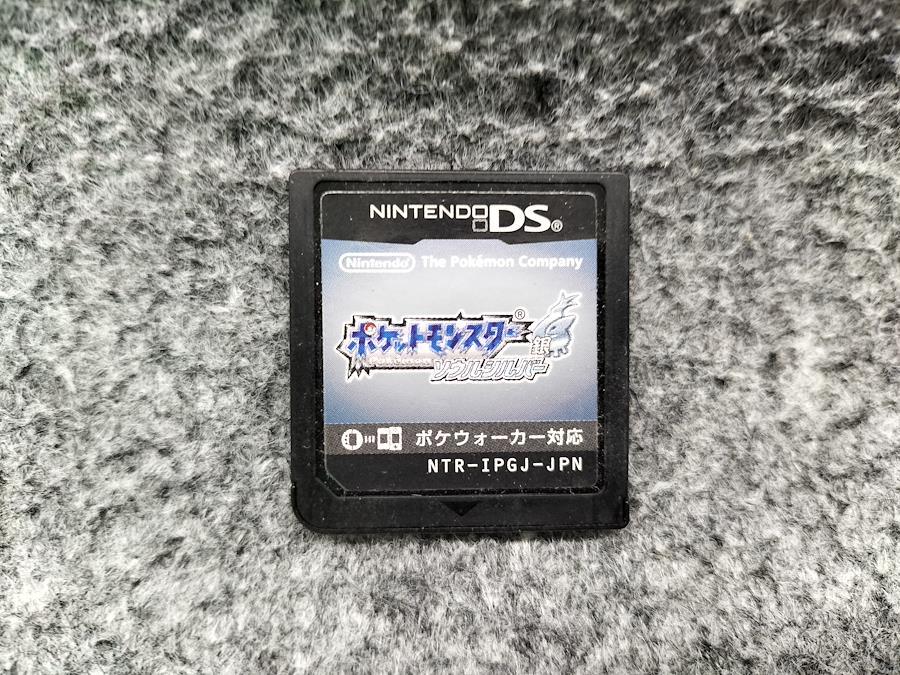 NINTENDO DS®
Nintendo® The Pokémon Company
ポケットモンスター®
銀
ソウルシルバー
ポケウォーカー対応
NTR-IPGJ-JPN